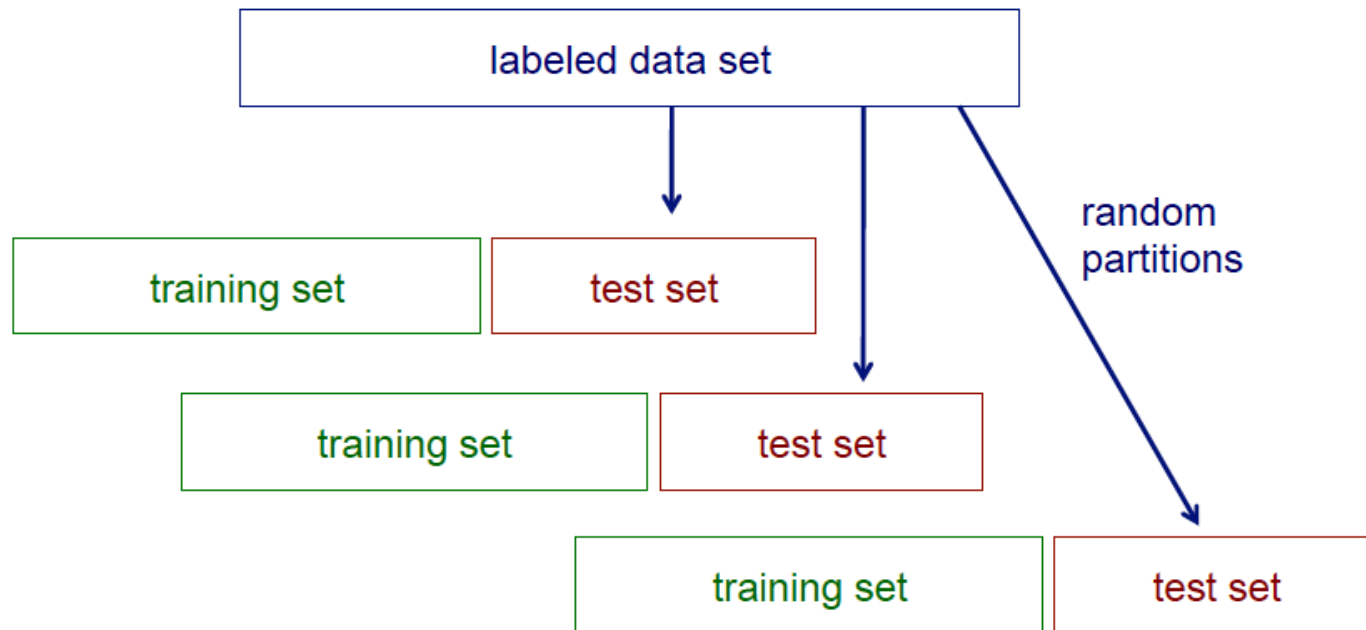 labeled data set
random
partitions
training set
test set
training set
test set
training set
test set